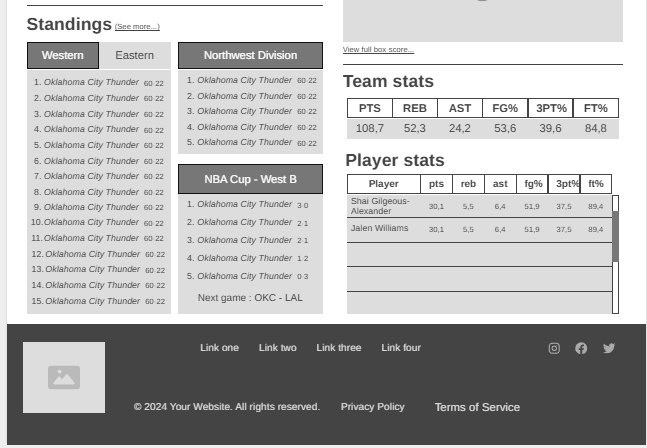 Standings (See more...)
Western Eastern
1. Oklahoma City Thunder 60 22
2. Oklahoma City Thunder 60 22
3. Oklahoma City Thunder 60 22
4. Oklahoma City Thunder 60 22
5. Oklahoma City Thunder 60 22
6. Oklahoma City Thunder 60 22
7. Oklahoma City Thunder 60 22
8. Oklahoma City Thunder 60 22
9. Oklahoma City Thunder 60 22
10. Oklahoma City Thunder 60 22
11. Oklahoma City Thunder 60 22
12. Oklahoma City Thunder 60 22
13. Oklahoma City Thunder 60 22
14. Oklahoma City Thunder 60 22
15. Oklahoma City Thunder 60 22
Northwest Division
1. Oklahoma City Thunder 60 22
2. Oklahoma City Thunder 60 22
3. Oklahoma City Thunder 60 22
4. Oklahoma City Thunder 60 22
5. Oklahoma City Thunder 60 22
NBA Cup - West B
1. Oklahoma City Thunder 3 0
2. Oklahoma City Thunder 2 1
3. Oklahoma City Thunder 2 1
4. Oklahoma City Thunder 1 2
5. Oklahoma City Thunder 0 3
Next game : OKC - LAL
View full box score...
Team stats
PTS REB AST FG% 3PT% FT%
108,7 52,3 24,2 53,6 39,6 84,8
Player stats
Player pts reb ast fg% 3pt% ft%
Shai Gilgeous-
Alexander 30,1 5,5 6,4 51,9 37,5 89,4
Jalen Williams 30,1 5,5 6,4 51,9 37,5 89,4
Link one Link two Link three Link four
© 2024 Your Website. All rights reserved. Privacy Policy Terms of Service